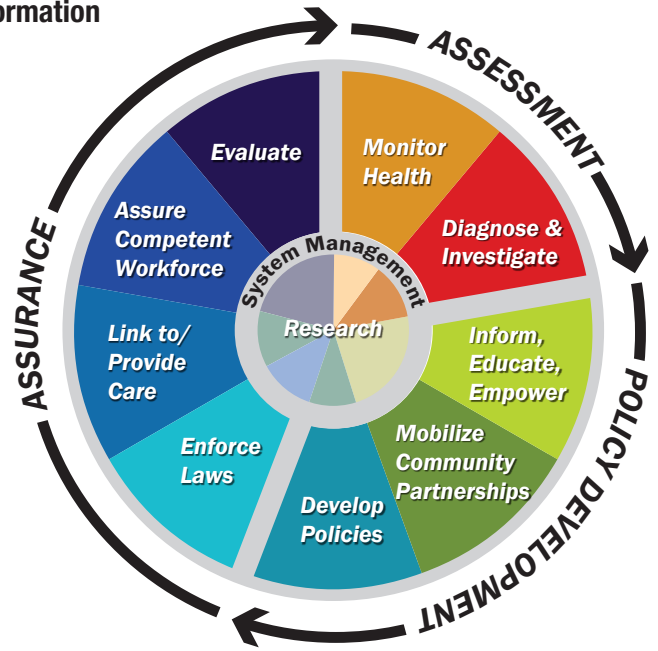 ormation
ASSESSMENT
Monitor
Health
Diagnose &
Investigate
POLICY DEVELOPMENT
Inform,
Educate,
Empower
Mobilize
Community
Partnerships
Develop
Policies
ASSURANCE
Enforce
Laws
Link to/
Provide
Care
Assure
Competent
Workforce
Evaluate
System Management
Research